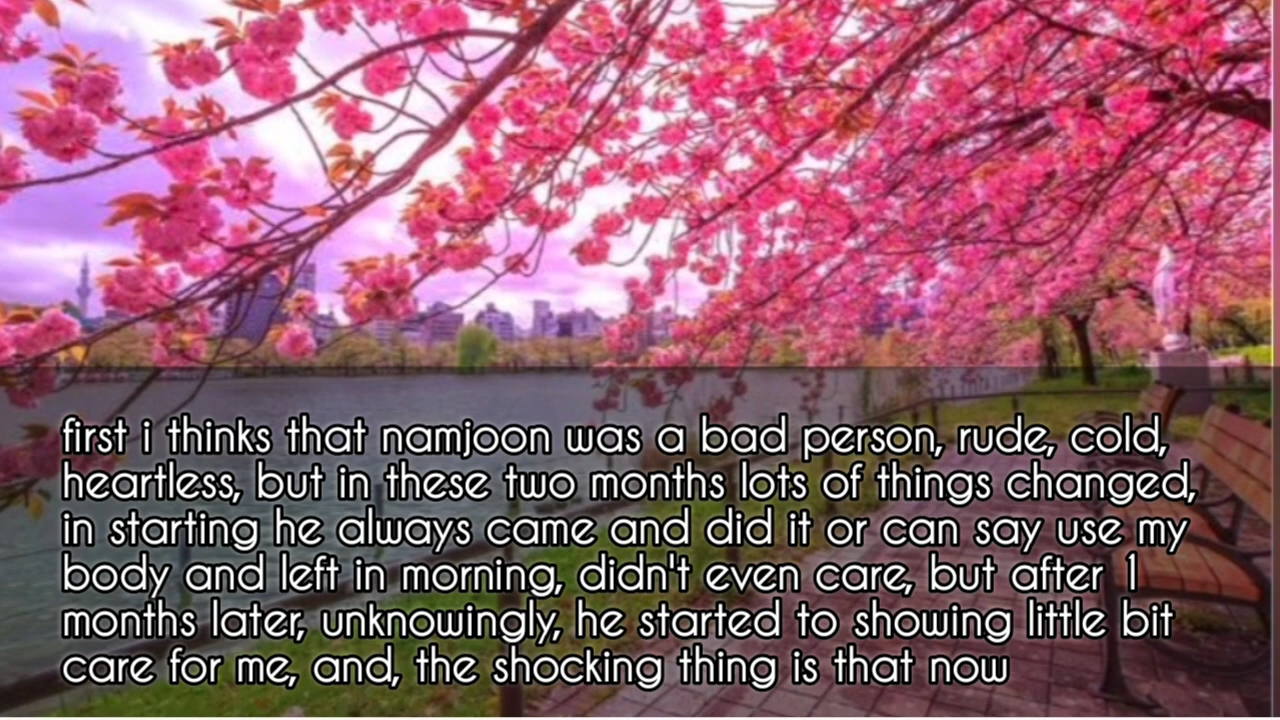 first i thinks that namjoon was a bad person, rude, cold,
heartless, but in these two months lots of things changed,
in starting he always came and did it or can say use my
body and left in morning, didn't even care, but after 1
months later, unknowingly, he started to showing little bit
care for me, and, the shocking thing is that now